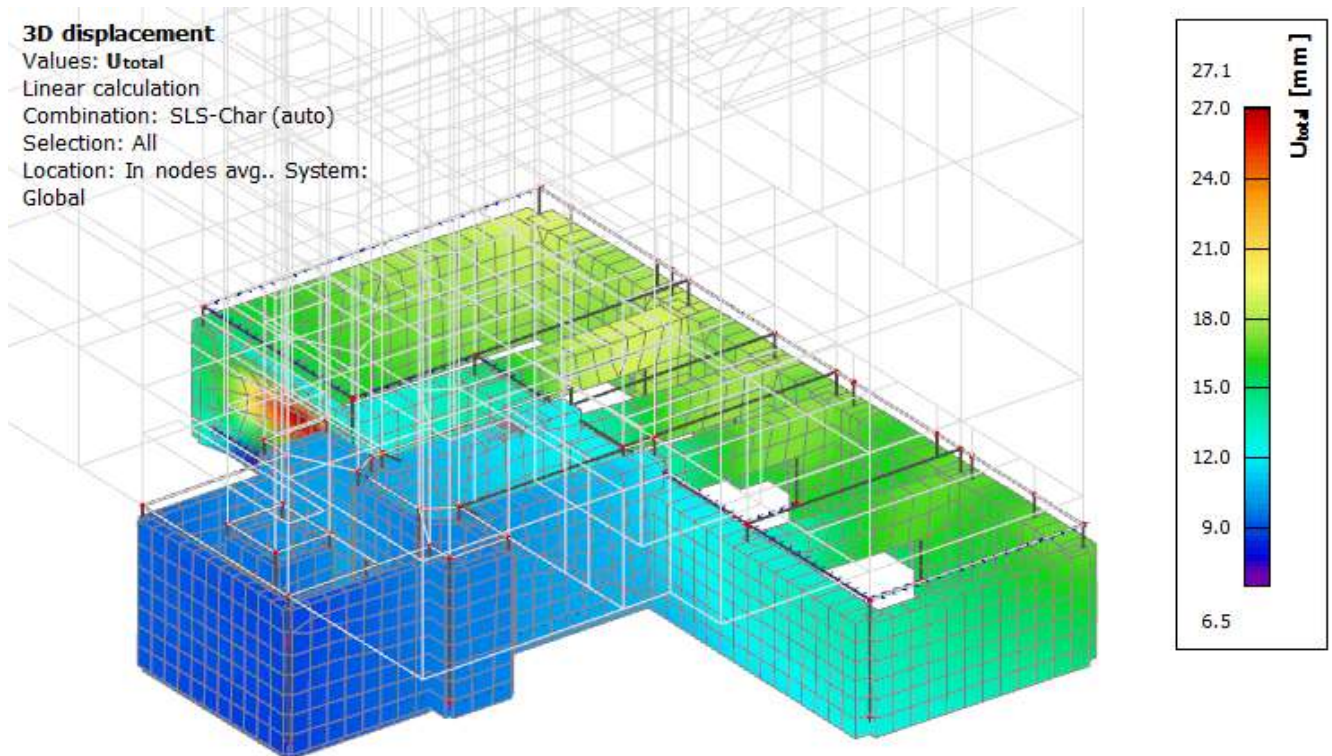 3D displacement
Values: Utotal
Linear calculation
Combination: SLS-Char (auto)
Selection: All
Location: In nodes avg.. System:
Global
Utotal [mm]
27.1
27.0
24.0
21.0
18.0
15.0
12.0
9.0
6.5